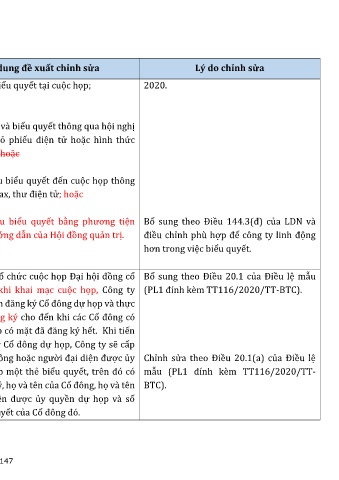 dung đề xuất chỉnh sửa
Lý do chỉnh sửa
iểu quyết tại cuộc họp;
2020.
và biểu quyết thông qua hội nghị
ỏ phiếu điện tử hoặc hình thức
hoặc
u biểu quyết đến cuộc họp thông
ax, thư điện tử; hoặc
u biểu quyết bằng phương tiện
ớng dẫn của Hội đồng quản trị.
Bổ sung theo Điều 144.3(đ) của LDN và
điều chỉnh phù hợp để công ty linh động
hơn trong việc biểu quyết.
ổ chức cuộc họp Đại hội đồng cổ
khi khai mạc cuộc họp, Công ty
n đăng ký Cổ đông dự họp và thực
g ký cho đến khi các Cổ đông có
p có mặt đã đăng ký hết. Khi tiến
c Cổ đông dự họp, Công ty sẽ cấp
ông hoặc người đại diện được ủy
p một thẻ biểu quyết, trên đó có
ý, họ và tên của Cổ đông, họ và tên
ện được ủy quyền dự họp và số
uyết của Cổ đông đó.
Bổ sung theo Điều 20.1 của Điều lệ mẫu
(PL1 đính kèm TT116/2020/TT-BTC).
Chỉnh sửa theo Điều 20.1(a) của Điều lệ
mẫu (PL1 đính kèm TT116/2020/TT-
BTC).
147